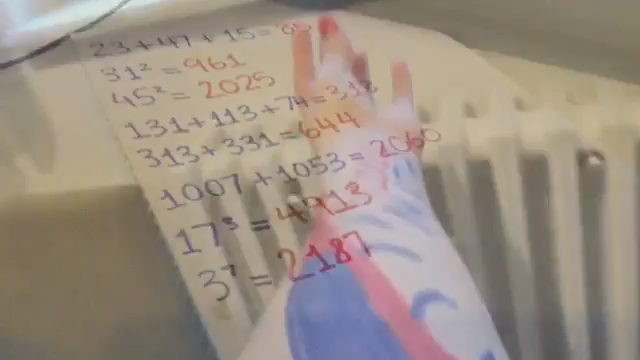 23+47+15=85
31² = 961
45² = 2025
131+113+74=318
313+331=644
1007+1053=2060
17³ = 4913
3⁷ = 2187